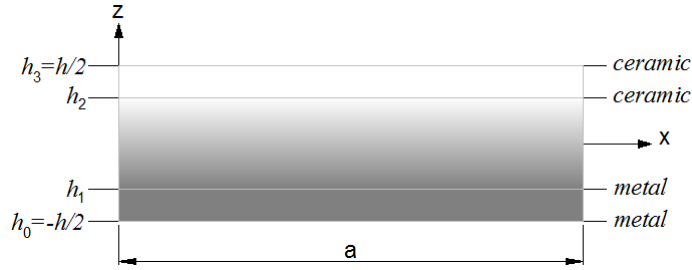 z
h₃=h/2 ceramic
h₂ ceramic
x
h₁ metal
h₀=-h/2 metal
a